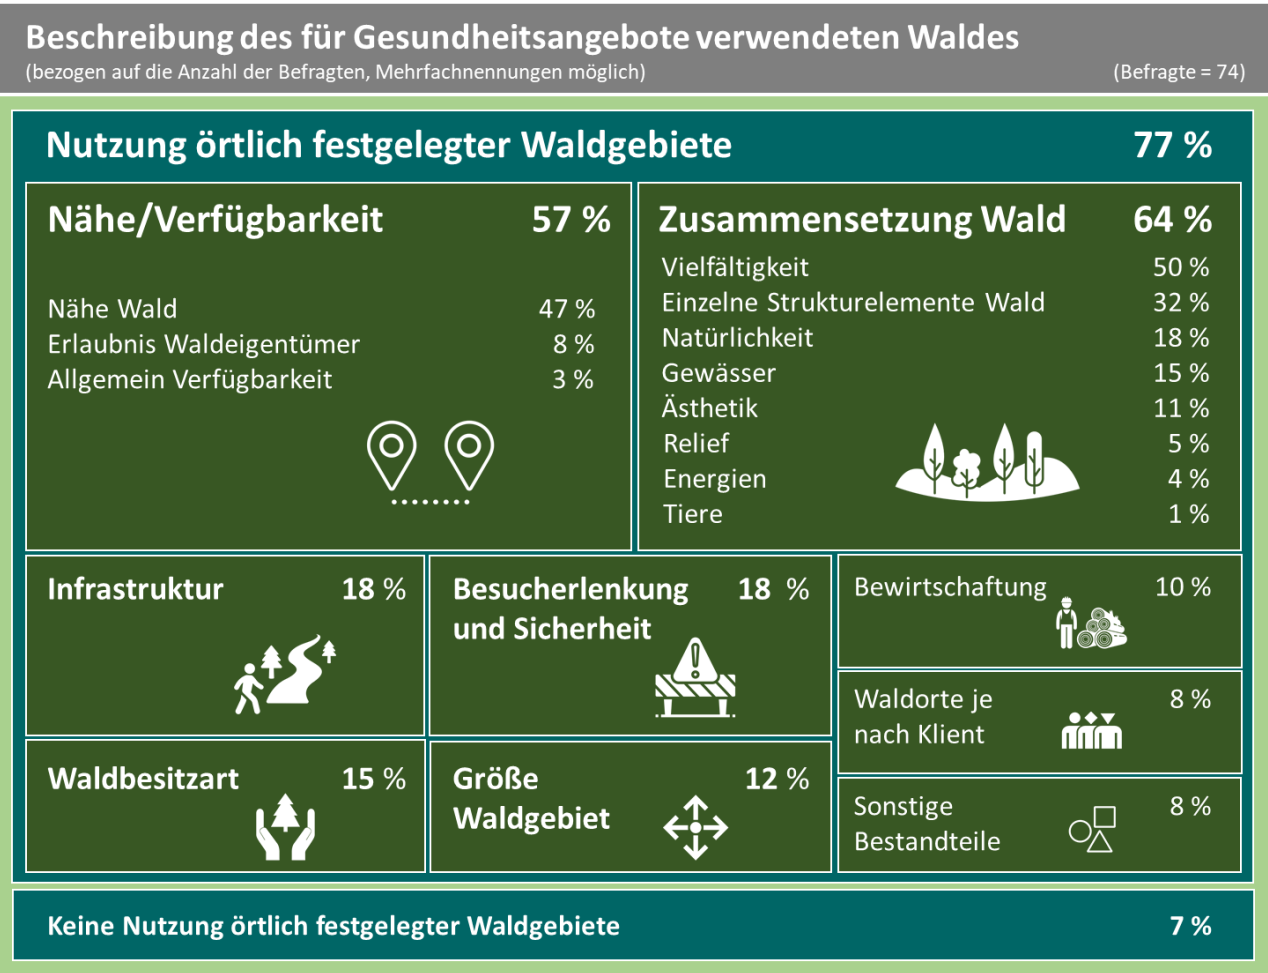 Beschreibung des für Gesundheitsangebote verwendeten Waldes
(bezogen auf die Anzahl der Befragten, Mehrfachnennungen möglich) (Befragte = 74)
Nutzung örtlich festgelegter Waldgebiete 77 %
Nähe/Verfügbarkeit 57 %
Nähe Wald 47 %
Erlaubnis Waldeigentümer 8 %
Allgemein Verfügbarkeit 3 %
Zusammensetzung Wald 64 %
Vielfältigkeit 50 %
Einzelne Strukturelemente Wald 32 %
Natürlichkeit 18 %
Gewässer 15 %
Ästhetik 11 %
Relief 5 %
Energien 4 %
Tiere 1 %
Infrastruktur 18 %
Besucherlenkung 18 %
und Sicherheit
Bewirtschaftung 10 %
Waldorte je 8 %
nach Klient
Waldbesitzart 15 %
Größe 12 %
Waldgebiet
Sonstige 8 %
Bestandteile
Keine Nutzung örtlich festgelegter Waldgebiete 7 %